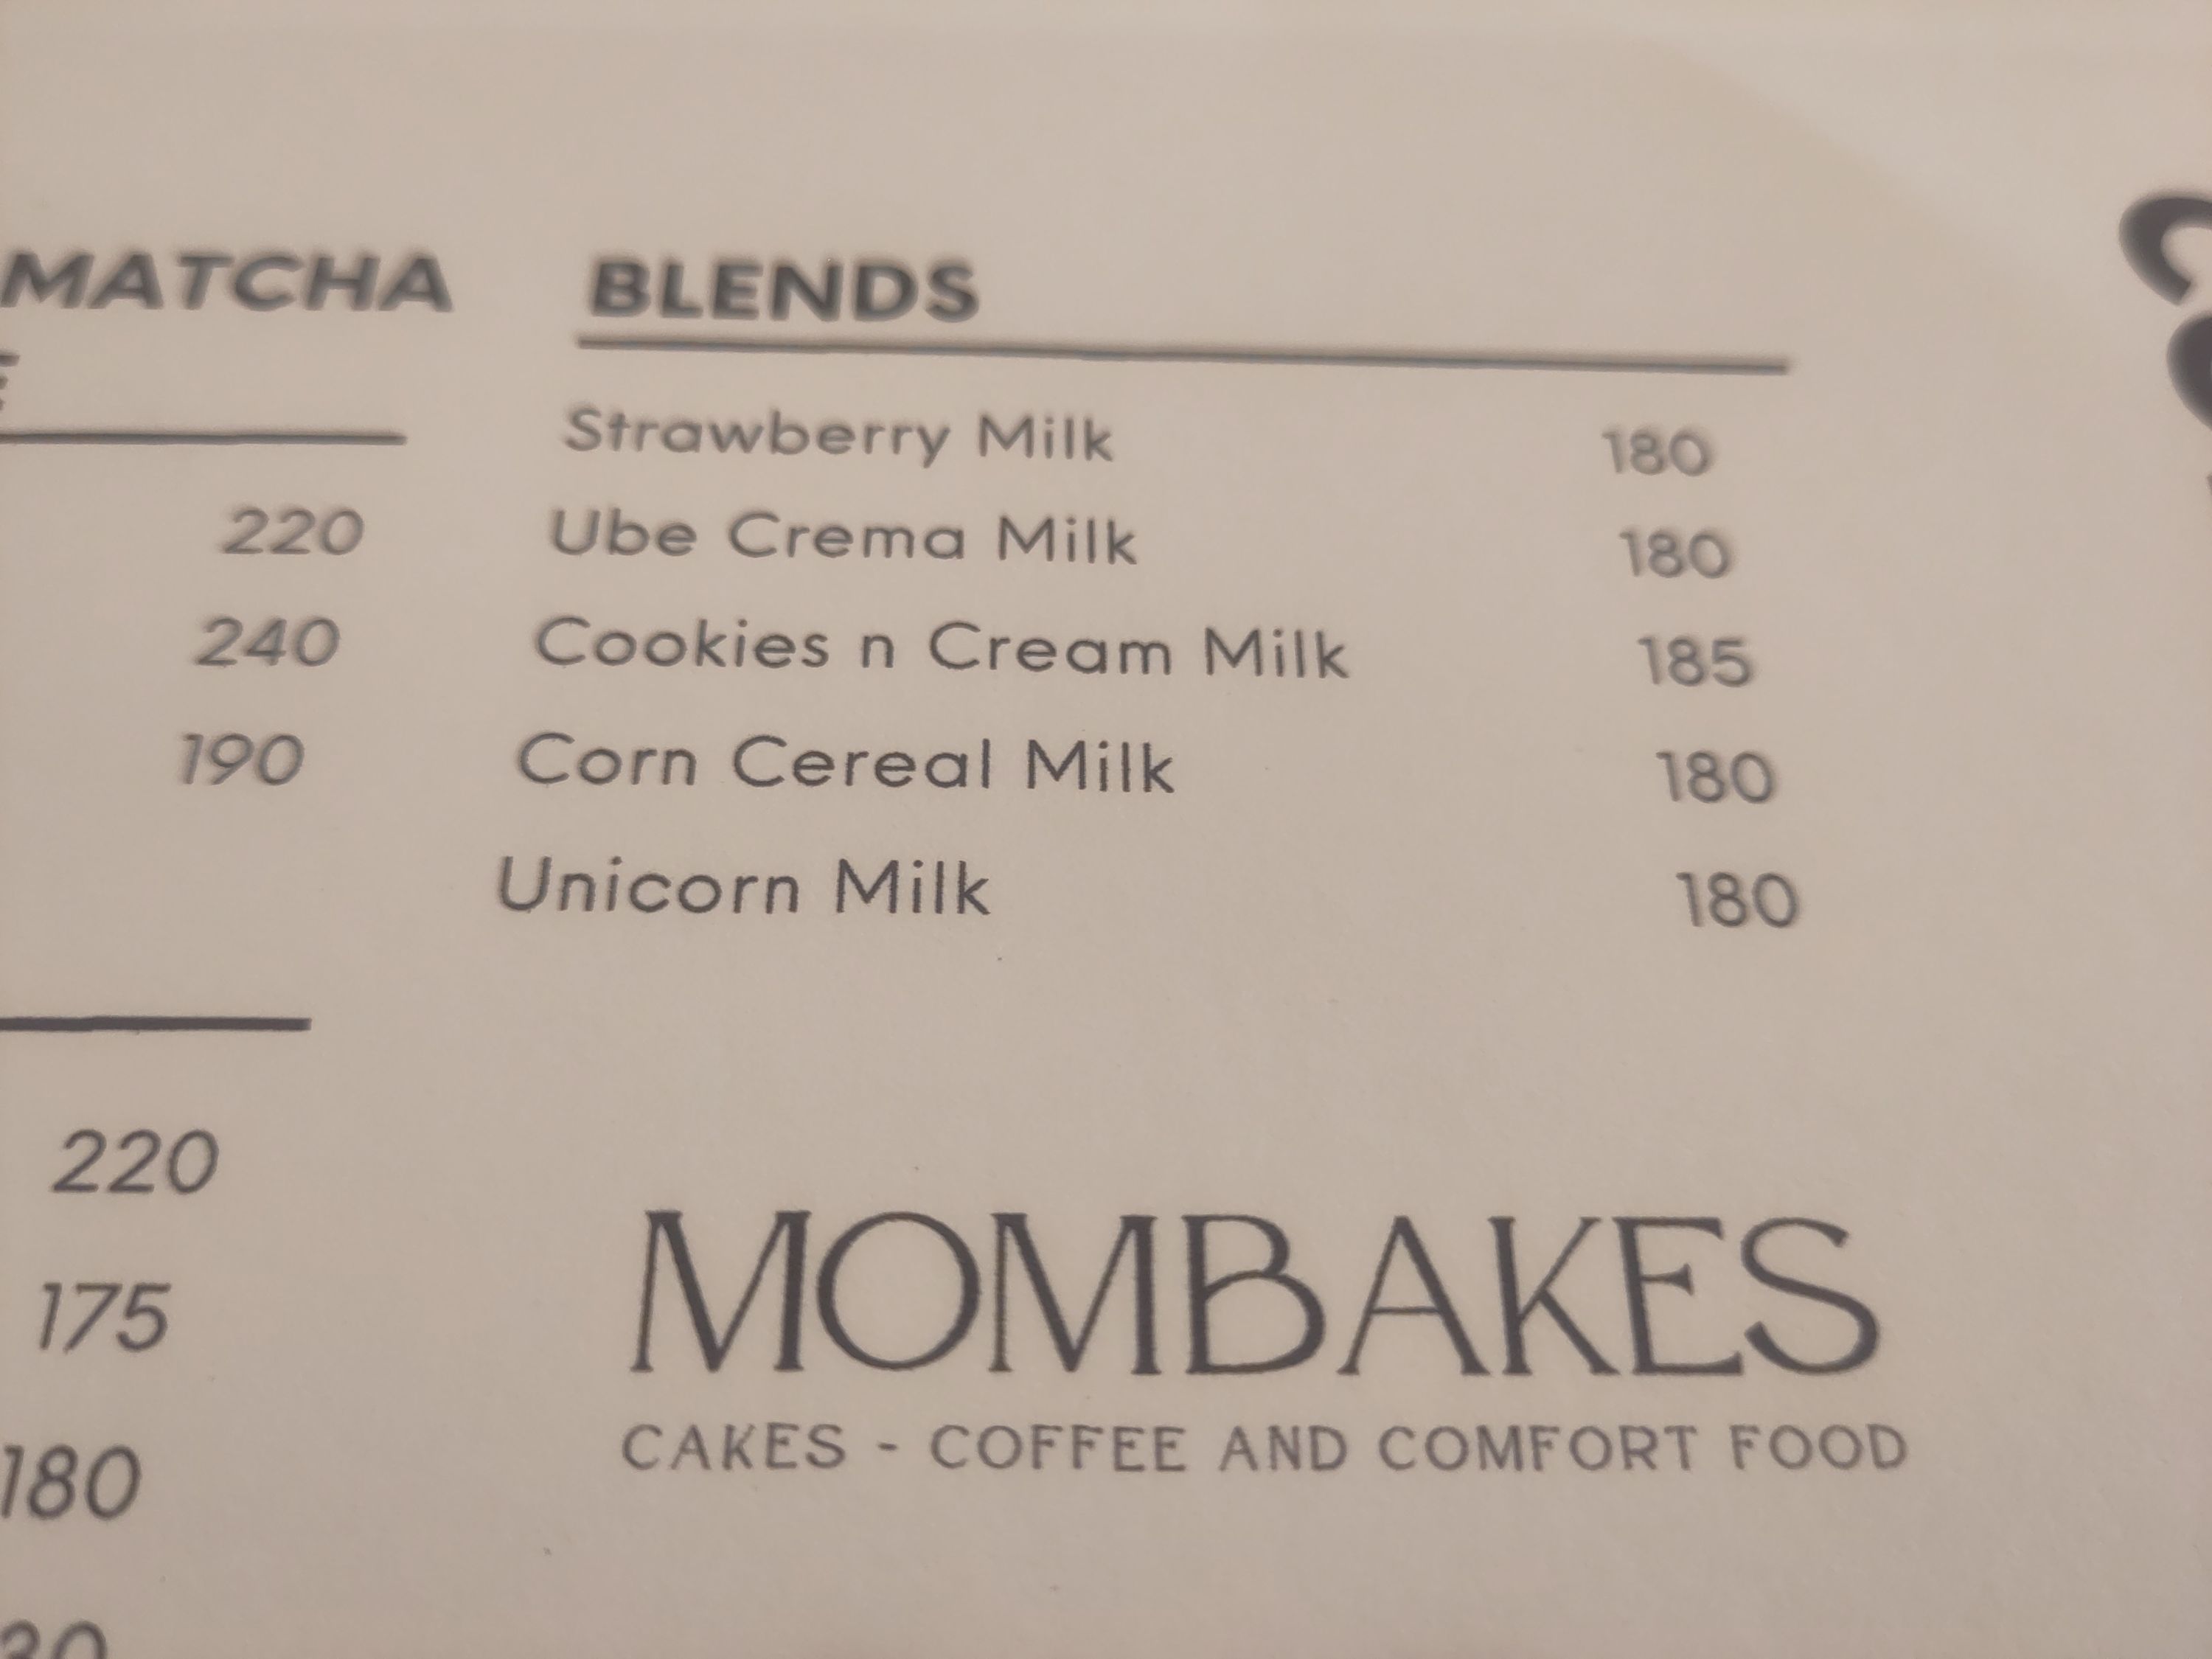 MATCHA
220
240
190
220
175
180
BLENDS
Strawberry Milk 180
Ube Crema Milk 180
Cookies n Cream Milk 185
Corn Cereal Milk 180
Unicorn Milk 180
MOMBAKES
CAKES - COFFEE AND COMFORT FOOD